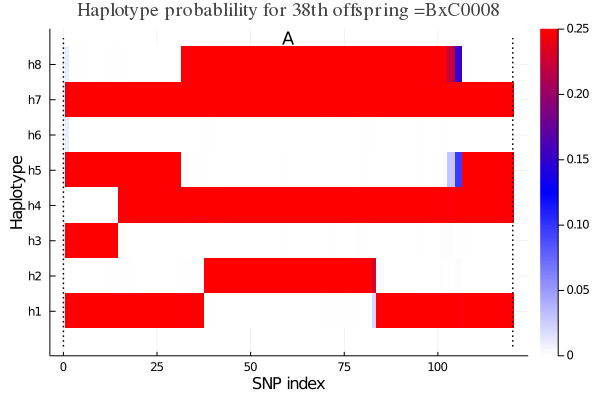 Haplotype probablility for 38th offspring =BxC0008
A
Haplotype
h8
h7
h6
h5
h4
h3
h2
h1
0
25
50
75
100
SNP index
0.25
0.20
0.15
0.10
0.05
0